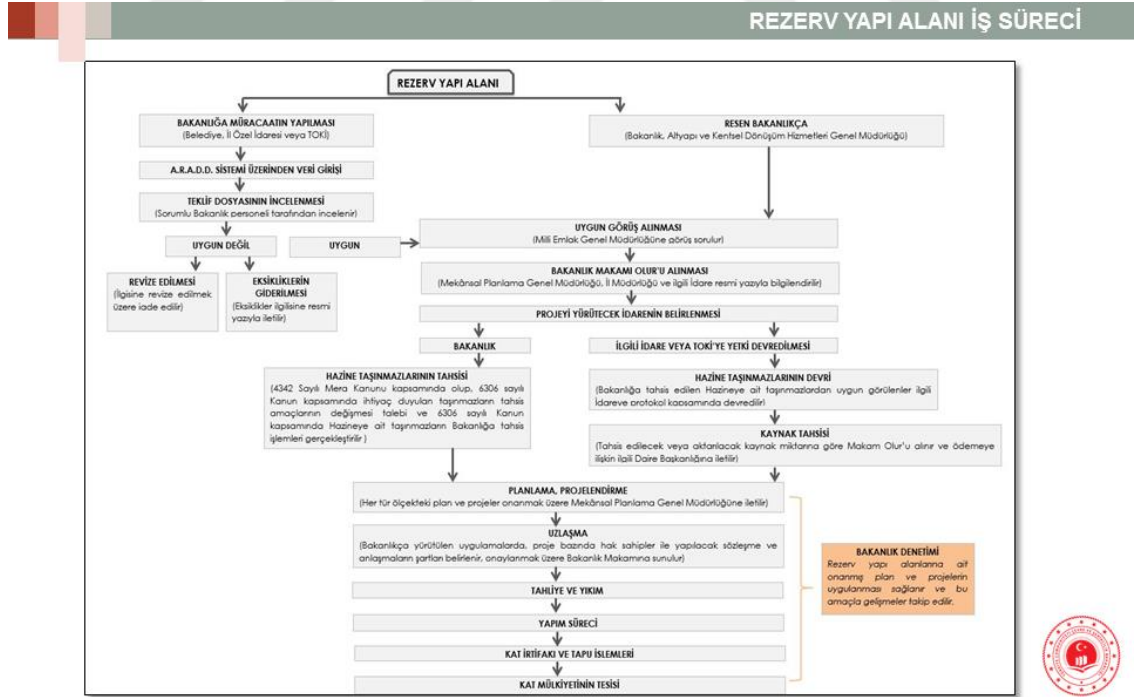 REZERV YAPI ALANI İŞ SÜRECİ
REZERV YAPI ALANI
BAKANLIĞA MÜRACAATIN YAPILMASI
(Belediye, İl Özel İdaresi veya TOKİ)
RESEN BAKANLIKÇA
(Bakanlık, Altyapı ve Kentsel Dönüşüm Hizmetleri Genel Müdürlüğü)
A.R.A.D.D. SİSTEMİ ÜZERİNDEN VERİ GİRİŞİ
TEKLİF DOSYASININ İNCELENMESİ
(Sorumlu Bakanlık personeli tarafından incelenir)
UYGUN DEĞİL
UYGUN
UYGUN GÖRÜŞ ALINMASI
(Milli Emlak Genel Müdürlüğüne görüş sorulur)
REVİZE EDİLMESİ
(İlgisine revize edilmek
üzere iade edilir)
EKSİKLİKLERİN
GİDERİLMESİ
(Eksiklikler ilgilisine resmi
yazıyla iletilir)
BAKANLIK MAKAMI OLUR'U ALINMASI
(Mekânsal Planlama Genel Müdürlüğü, İl Müdürlüğü ve ilgili İdare resmi yazıyla bilgilendirilir)
PROJEYİ YÜRÜTECEK İDARENİN BELİRLENMESİ
BAKANLIK
İLGİLİ İDARE VEYA TOKİ'YE YETKİ DEVREDİLMESİ
HAZİNE TAŞINMAZLARININ TAHSİSİ
(4342 Sayılı Mera Kanunu kapsamında olup, 6306 sayılı
Kanun kapsamında ihtiyaç duyulan taşınmazların tahsis
amaçlarının değişmesi talebi ve 6306 sayılı Kanun
kapsamında Hazineye ait taşınmazların Bakanlığa tahsis
işlemleri gerçekleştirilir )
HAZİNE TAŞINMAZLARININ DEVRİ
(Bakanlığa tahsis edilen Hazineye ait taşınmazlardan uygun görülenler ilgili
İdareye protokol kapsamında devredilir)
KAYNAK TAHSİSİ
(Tahsis edilecek veya aktarılacak kaynak miktarına göre Makam Olur'u alınır ve ödemeye
ilişkin ilgili Daire Başkanlığına iletilir)
PLANLAMA, PROJELENDİRME
(Her tür ölçekteki plan ve projeler onanmak üzere Mekânsal Planlama Genel Müdürlüğüne iletilir)
UZLAŞMA
(Bakanlıkça yürütülen uygulamalarda, proje bazında hak sahipler ile yapılacak sözleşme ve
anlaşmaların şartları belirlenir, onaylanmak üzere Bakanlık Makamına sunulur)
TAHLİYE VE YIKIM
YAPIM SÜRECİ
KAT İRTİFAKI VE TAPU İŞLEMLERİ
KAT MÜLKİYETİNİN TESİSİ
BAKANLIK DENETİMİ
Rezerv yapı alanlarına ait
onanmış plan ve projelerin
uygulanması sağlanır ve bu
amaçla gelişmeler takip edilir.